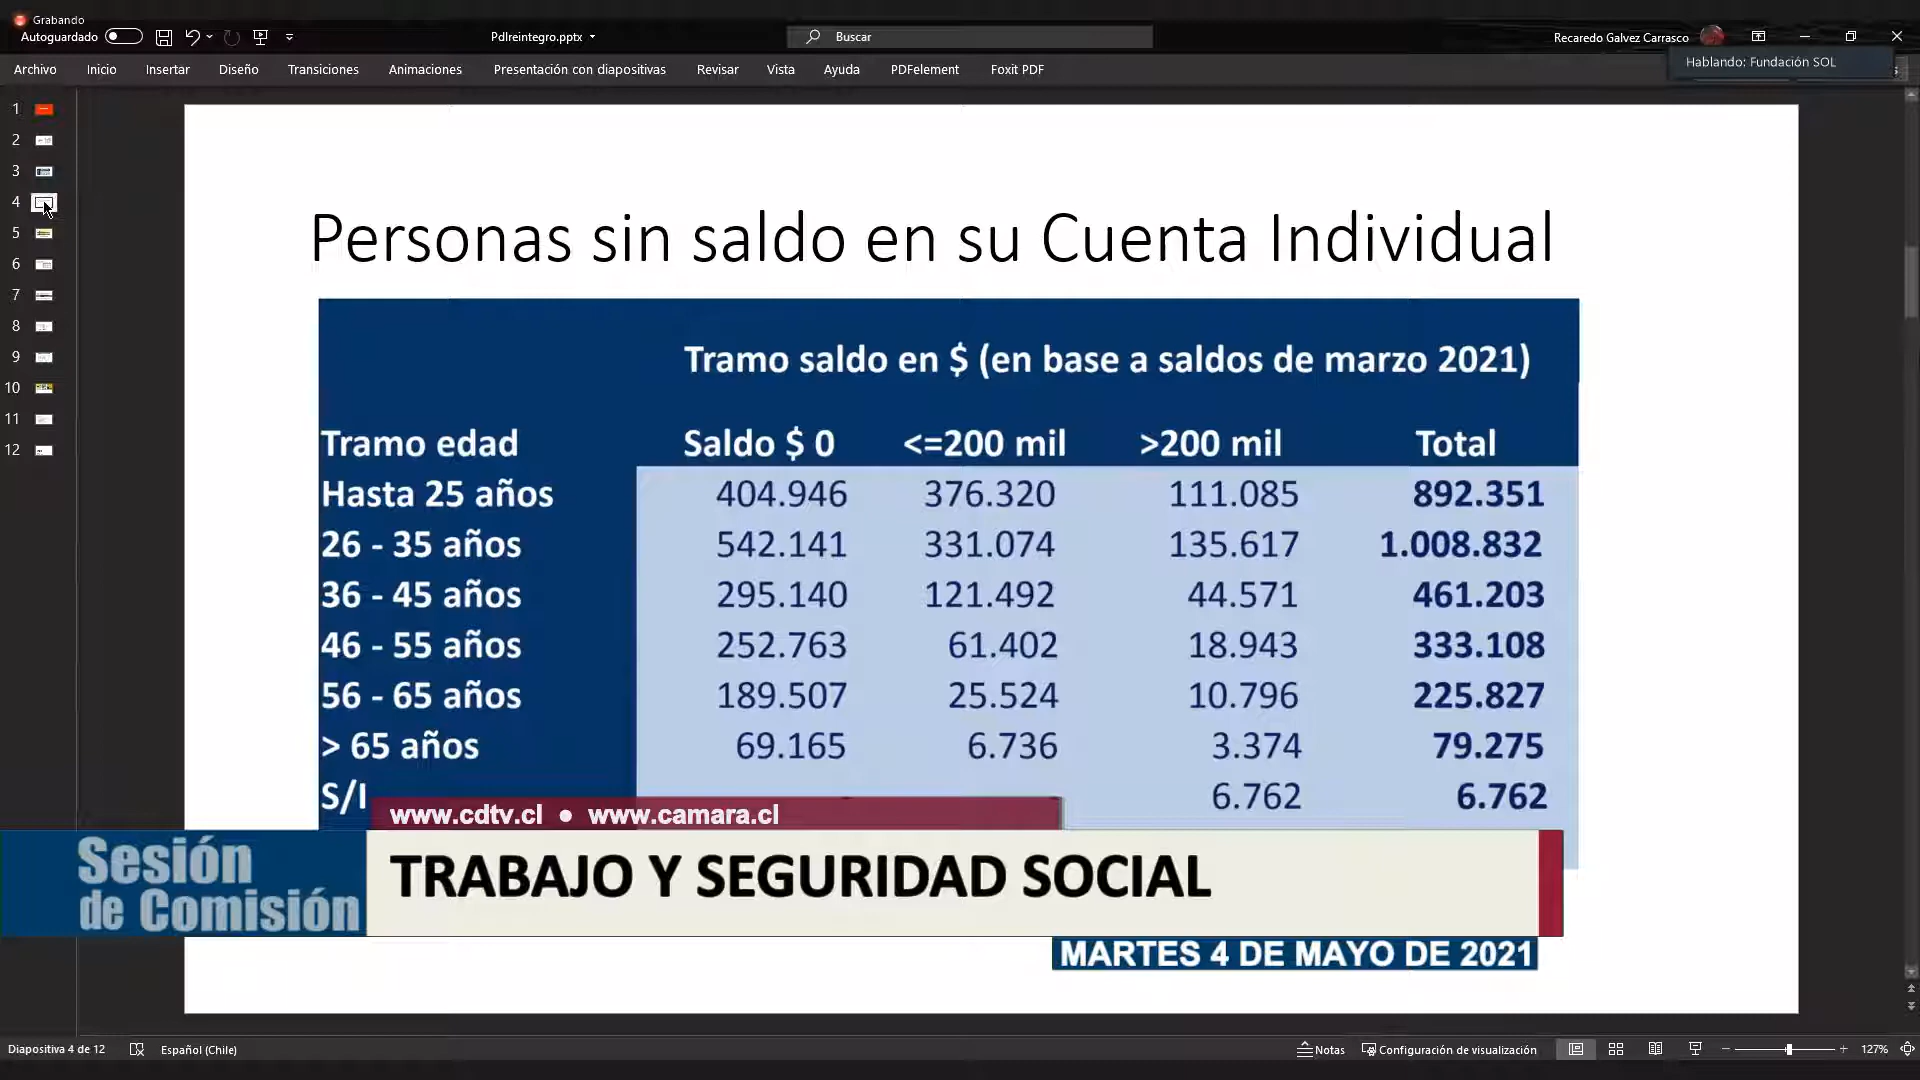 Grabando
Autoguardado
Pdlreintegro.pptx
Buscar
Recaredo Galvez Carrasco
Hablando: Fundación SOL
Archivo Inicio Insertar Diseño Transiciones Animaciones Presentación con diapositivas Revisar Vista Ayuda PDFelement Foxit PDF
1
2
3
4
5
6
7
8
9
10
11
12
Personas sin saldo en su Cuenta Individual
Tramo saldo en $ (en base a saldos de marzo 2021)
Tramo edad Saldo $ 0 <=200 mil >200 mil Total
Hasta 25 años 404.946 376.320 111.085 892.351
26 - 35 años 542.141 331.074 135.617 1.008.832
36 - 45 años 295.140 121.492 44.571 461.203
46 - 55 años 252.763 61.402 18.943 333.108
56 - 65 años 189.507 25.524 10.796 225.827
> 65 años 69.165 6.736 3.374 79.275
S/I 6.762 6.762
www.cdtv.cl • www.camara.cl
Sesión
de Comisión
TRABAJO Y SEGURIDAD SOCIAL
MARTES 4 DE MAYO DE 2021
Diapositiva 4 de 12 Español (Chile) Notas Configuración de visualización 127%